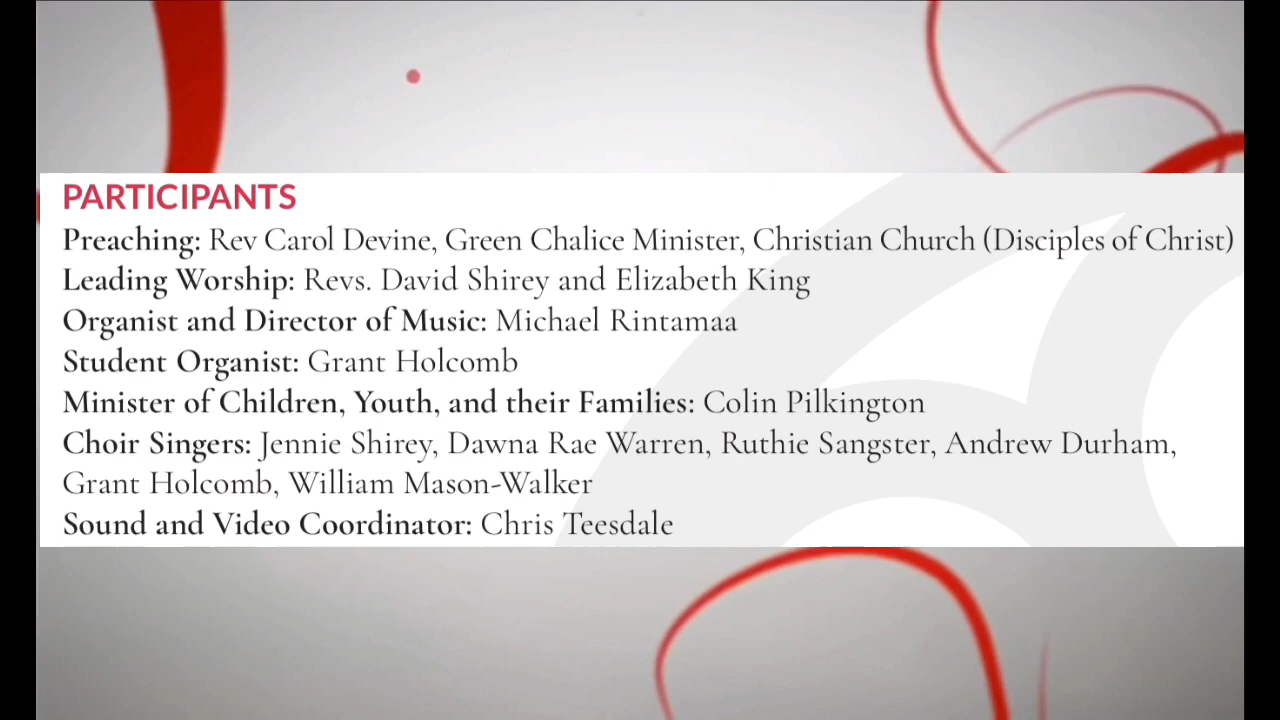 PARTICIPANTS
Preaching: Rev Carol Devine, Green Chalice Minister, Christian Church (Disciples of Christ)
Leading Worship: Revs. David Shirey and Elizabeth King
Organist and Director of Music: Michael Rintamaa
Student Organist: Grant Holcomb
Minister of Children, Youth, and their Families: Colin Pilkington
Choir Singers: Jennie Shirey, Dawna Rae Warren, Ruthie Sangster, Andrew Durham,
Grant Holcomb, William Mason-Walker
Sound and Video Coordinator: Chris Teesdale